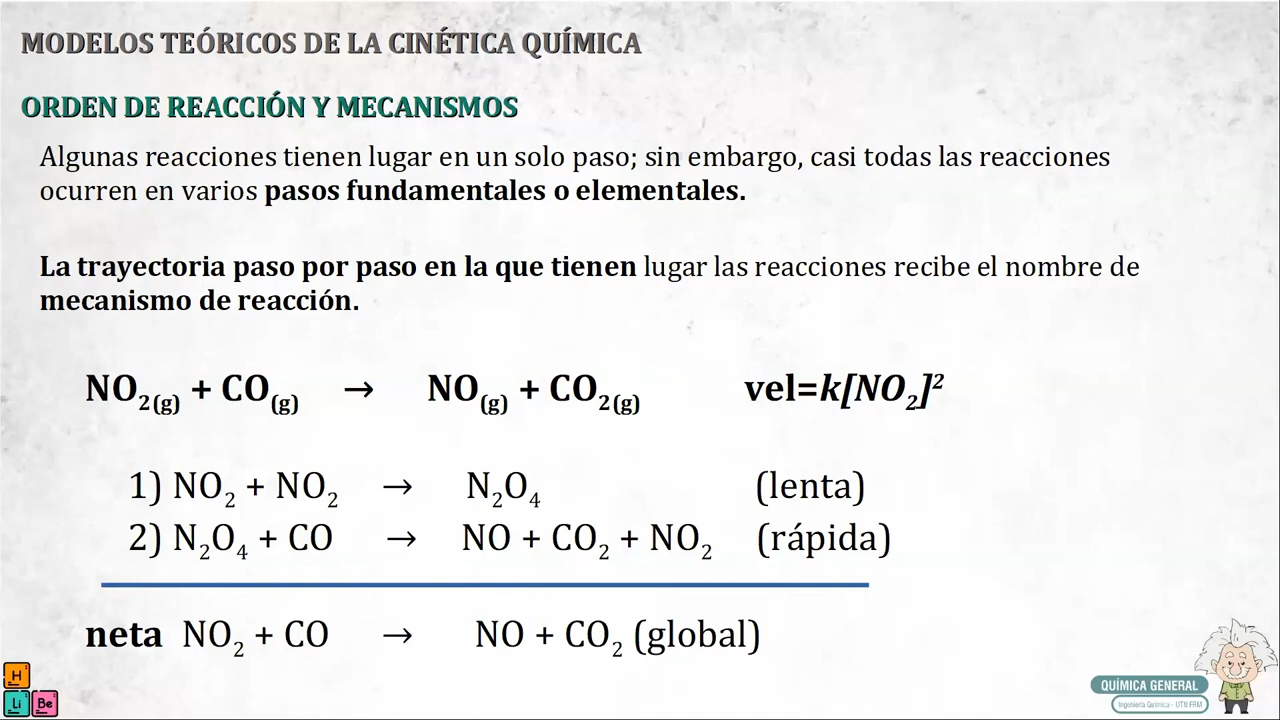 MODELOS TEÓRICOS DE LA CINÉTICA QUÍMICA
ORDEN DE REACCIÓN Y MECANISMOS
Algunas reacciones tienen lugar en un solo paso; sin embargo, casi todas las reacciones
ocurren en varios pasos fundamentales o elementales.
La trayectoria paso por paso en la que tienen lugar las reacciones recibe el nombre de
mecanismo de reacción.
NO₂(g) + CO(g) → NO(g) + CO₂(g) vel=k[NO₂]²
1) NO₂ + NO₂ → N₂O₄ (lenta)
2) N₂O₄ + CO → NO + CO₂ + NO₂ (rápida)
neta NO₂ + CO → NO + CO₂ (global)
H
Li Be
QUÍMICA GENERAL
Ingeniería Química - UTN FRM